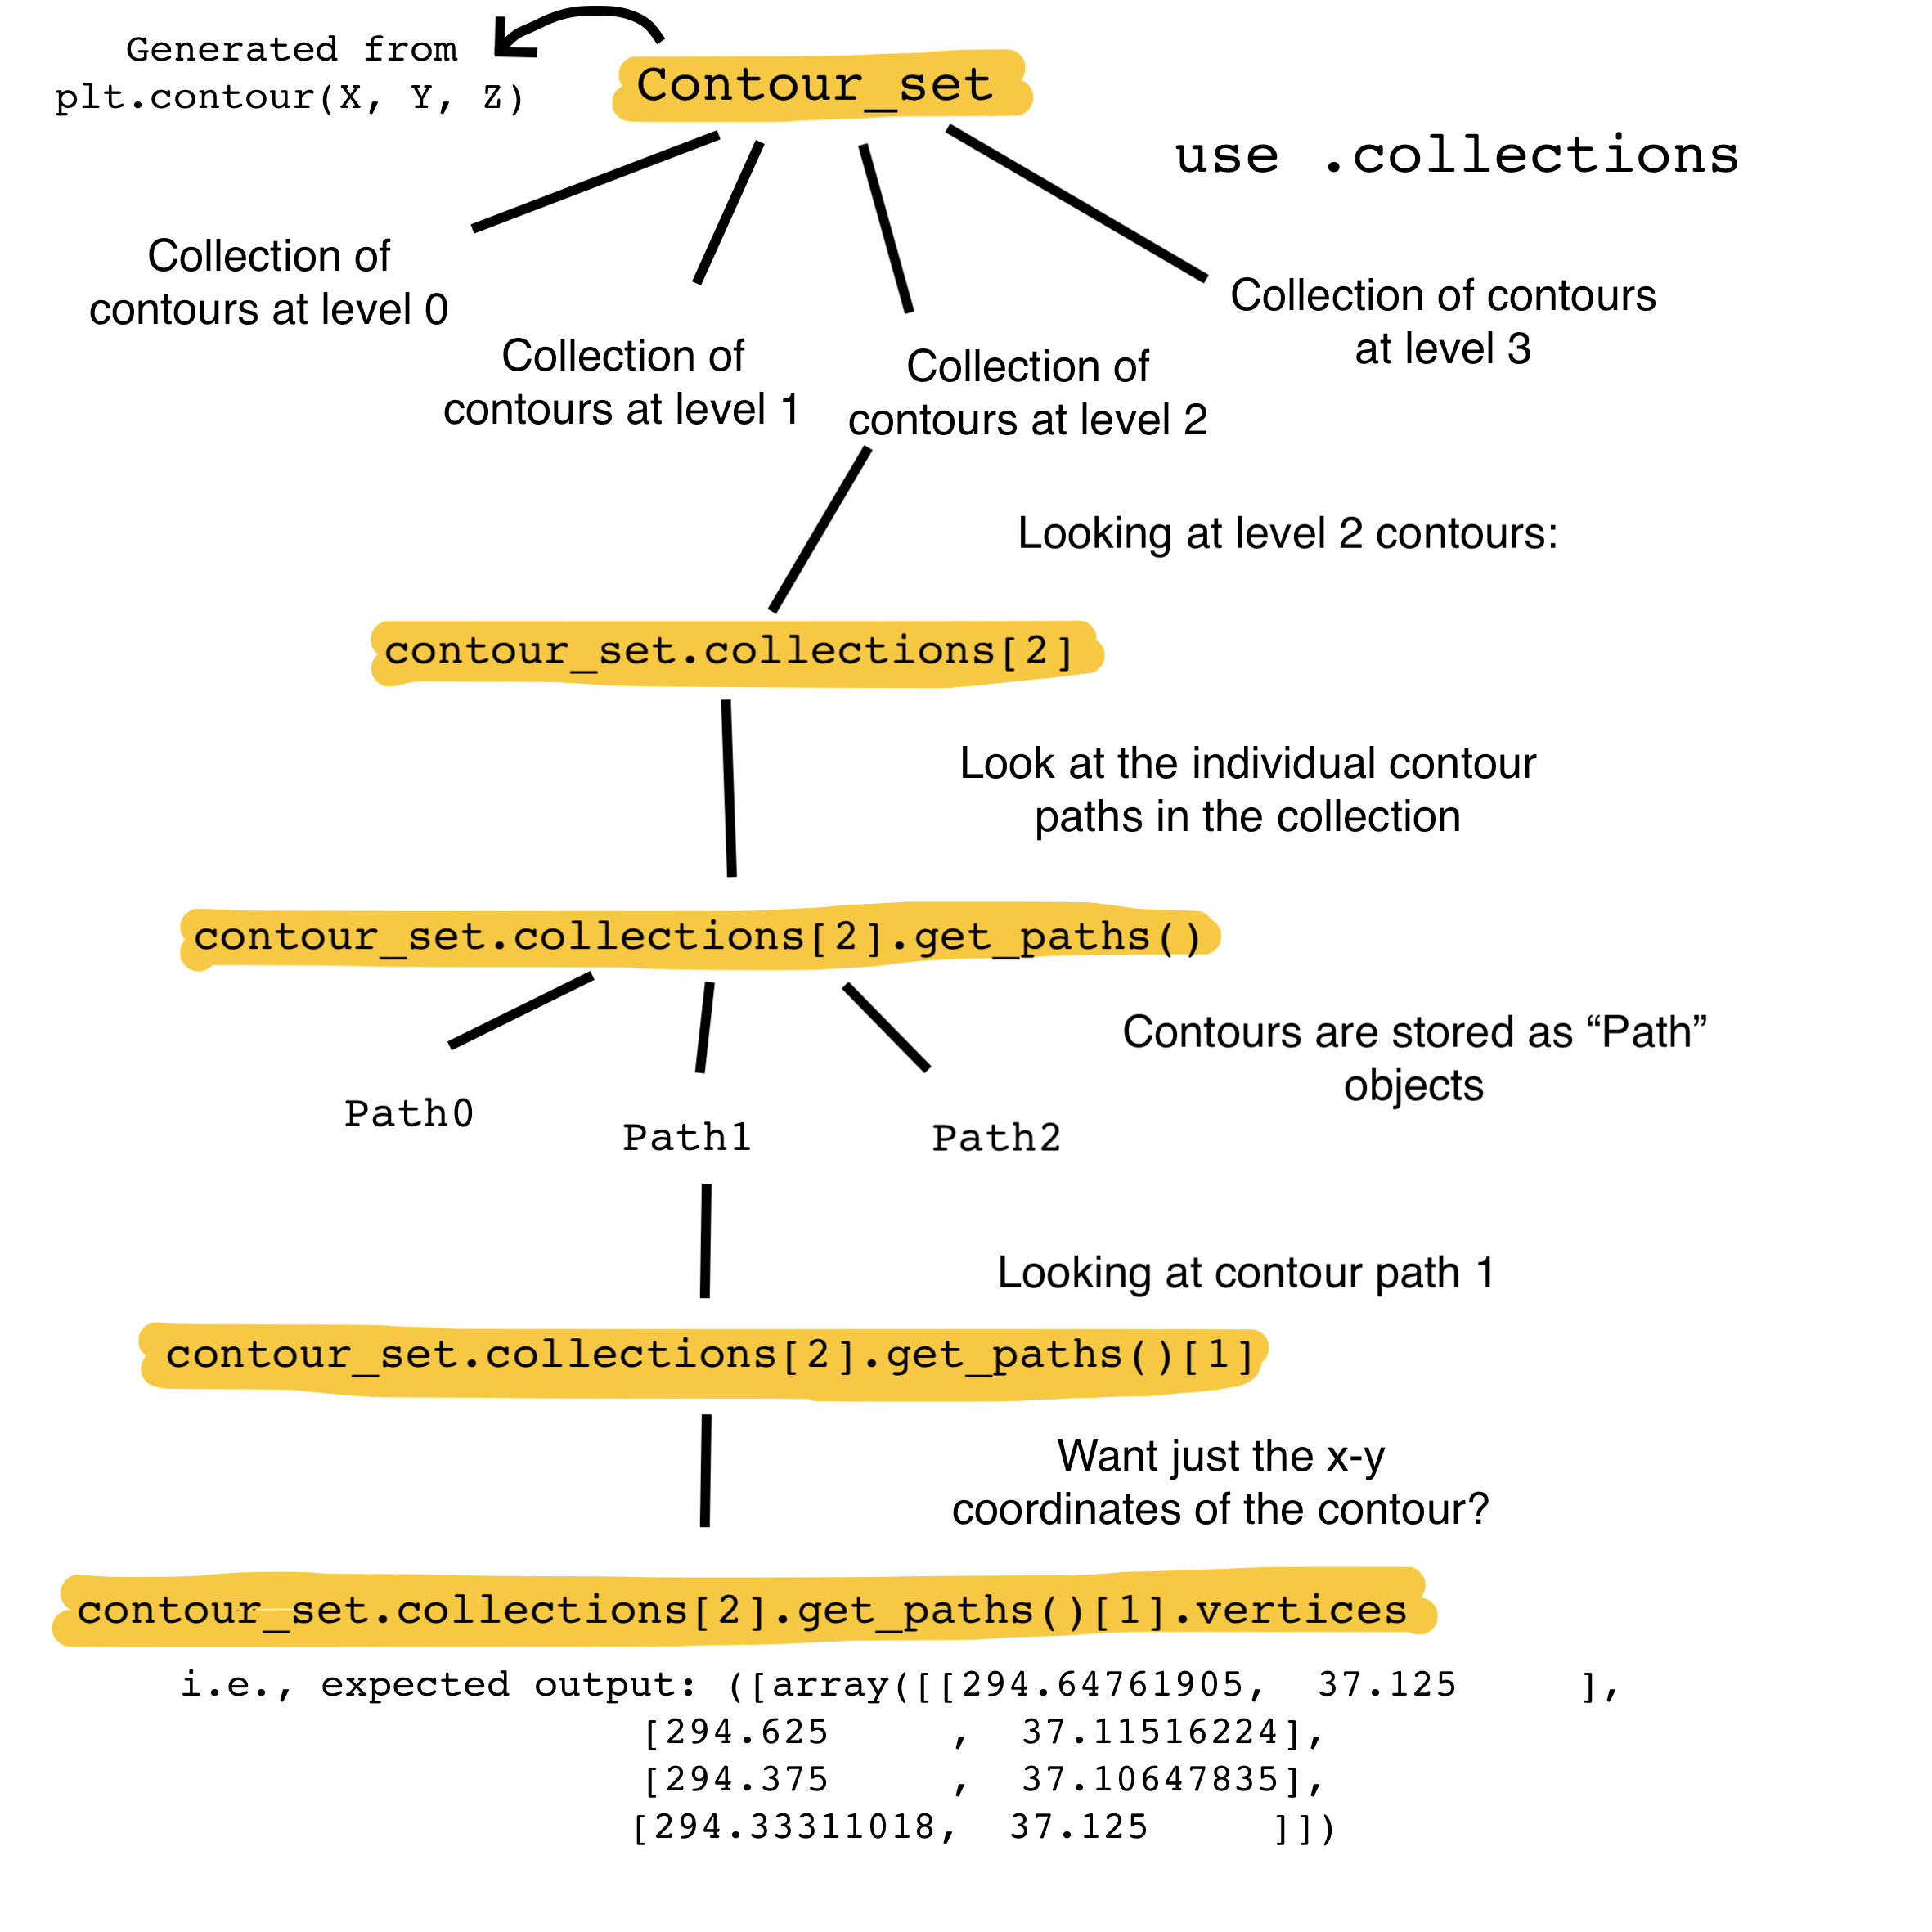 Generated from
plt.contour(X, Y, Z)
Contour_set
use .collections
Collection of
contours at level 0
Collection of
contours at level 1
Collection of
contours at level 2
Collection of contours
at level 3
Looking at level 2 contours:
contour_set.collections[2]
Look at the individual contour
paths in the collection
contour_set.collections[2].get_paths()
Contours are stored as “Path”
objects
Path0
Path1
Path2
Looking at contour path 1
contour_set.collections[2].get_paths()[1]
Want just the x-y
coordinates of the contour?
contour_set.collections[2].get_paths()[1].vertices
i.e., expected output: ([array([[294.64761905,  37.125     ],
[294.625     ,  37.11516224],
[294.375     ,  37.10647835],
[294.33311018,  37.125     ]])